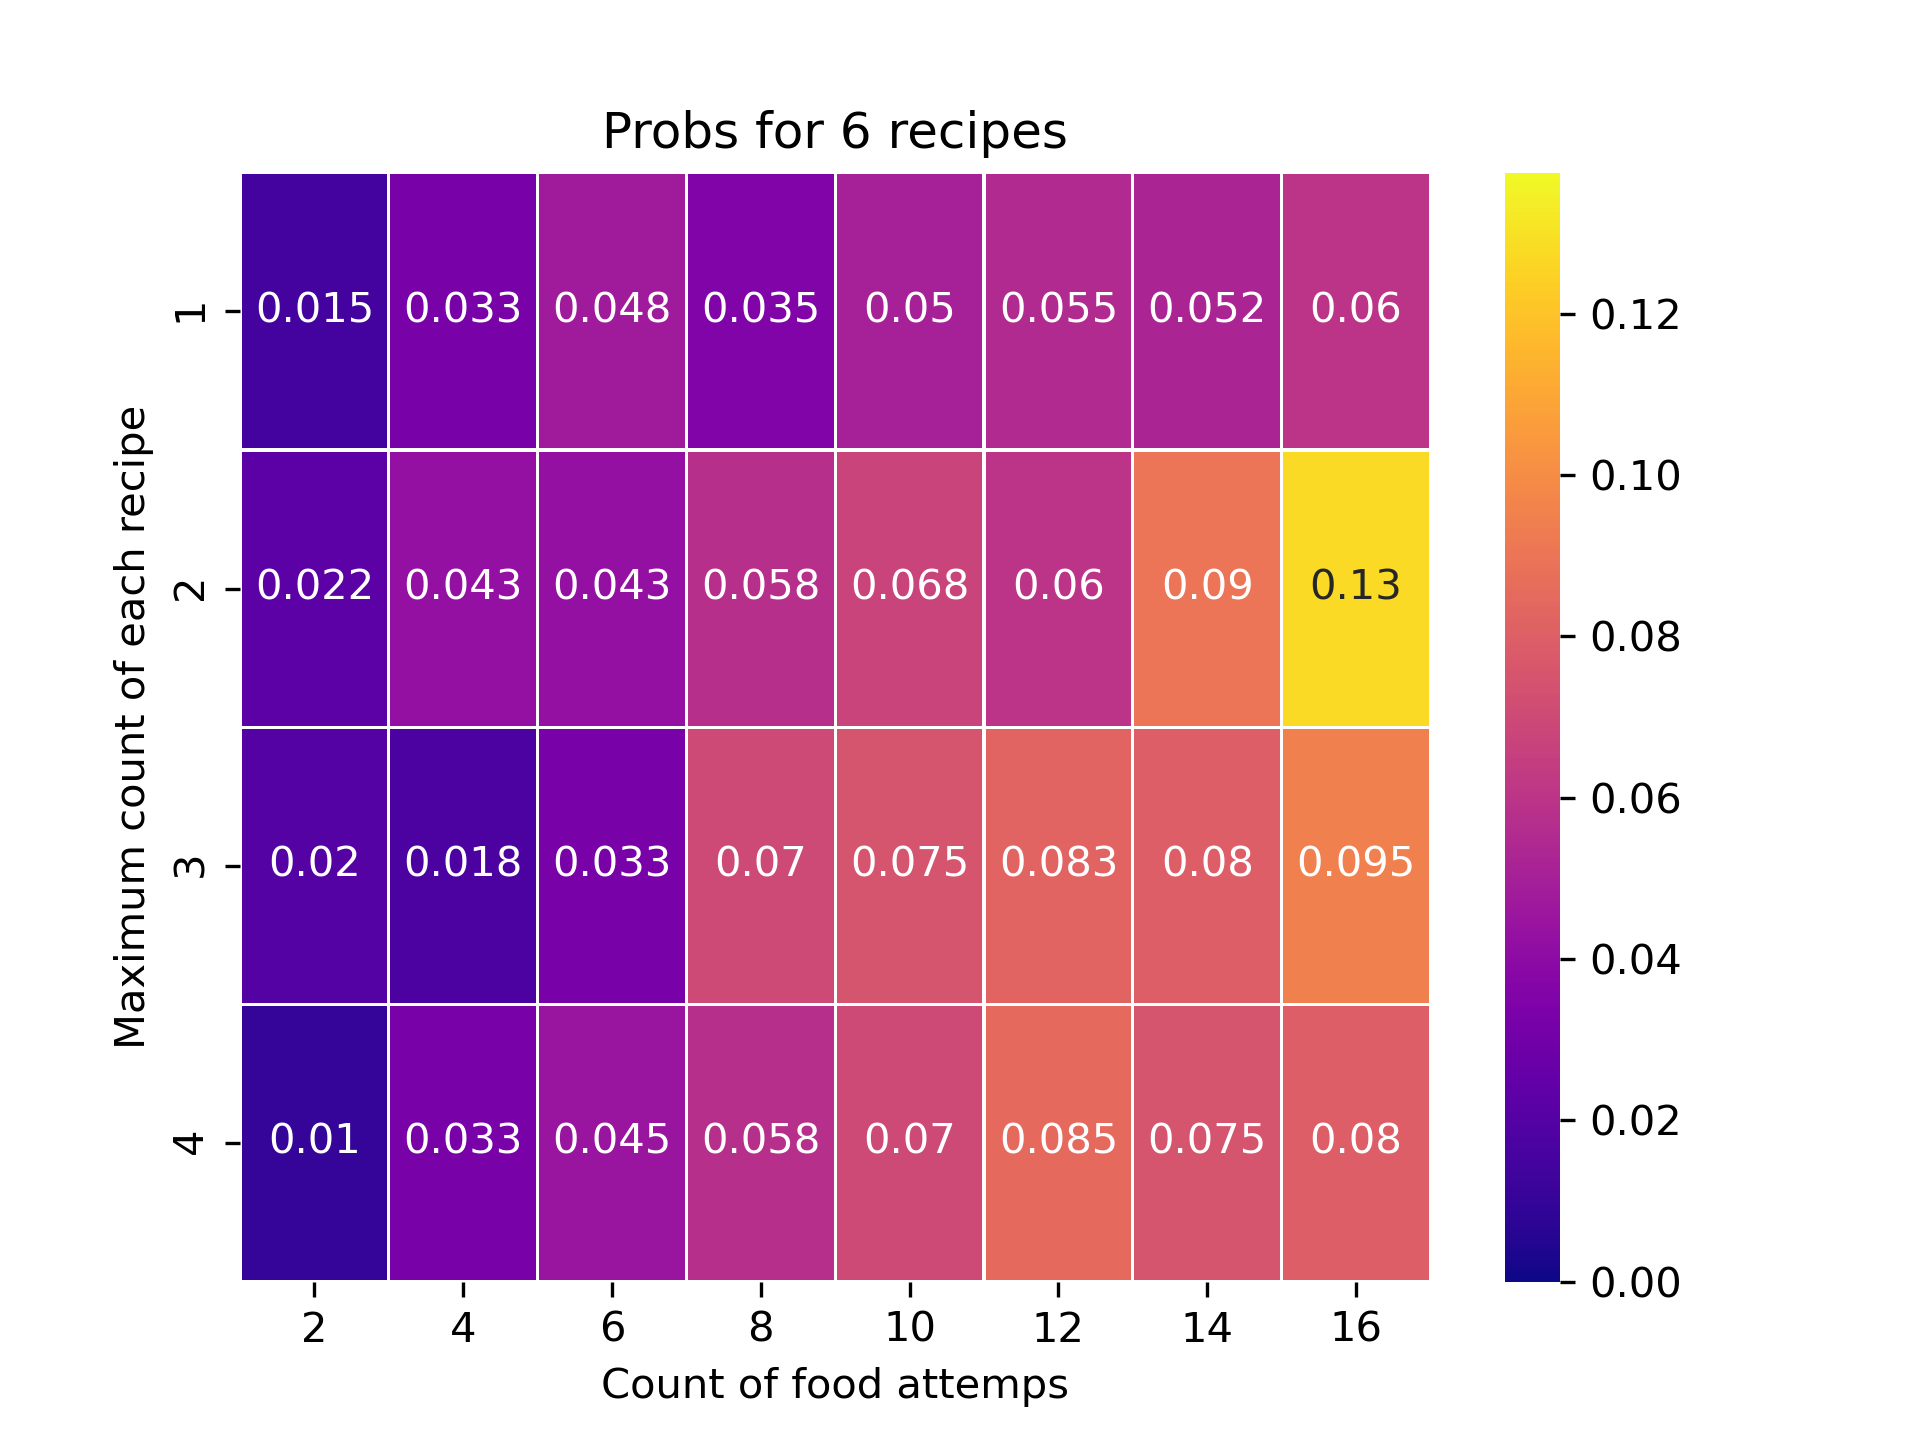 Probs for 6 recipes
Maximum count of each recipe
1 0.015 0.033 0.048 0.035 0.05 0.055 0.052 0.06
2 0.022 0.043 0.043 0.058 0.068 0.06 0.09 0.13
3 0.02 0.018 0.033 0.07 0.075 0.083 0.08 0.095
4 0.01 0.033 0.045 0.058 0.07 0.085 0.075 0.08
2 4 6 8 10 12 14 16
Count of food attemps
0.12
0.10
0.08
0.06
0.04
0.02
0.00